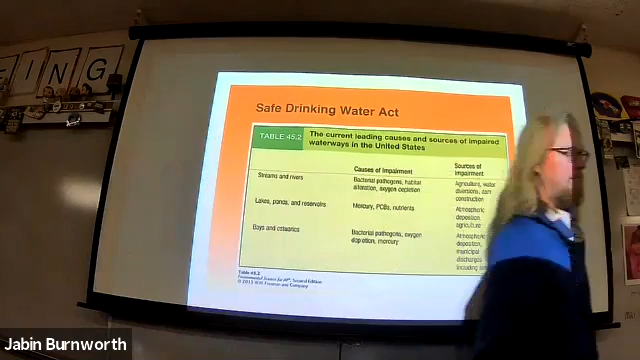 ING
Safe Drinking Water Act
TABLE 45.2 The current leading causes and sources of impaired
waterways in the United States
Causes of Impairment
Sources of
Impairment
Streams and rivers
Bacterial pathogens, habitat
alteration, oxygen depletion
Agriculture, water
diversions, dam
construction
Lakes, ponds, and reservoirs
Mercury, PCBs, nutrients
Atmospheric
deposition,
agriculture
Bays and estuaries
Bacterial pathogens, oxygen
depletion, mercury
Atmospheric
deposition,
municipal
discharges
including
Table 45.2
Environmental Science for AP®, Second Edition
© 2015 W.H. Freeman and Company
Jabin Burnworth